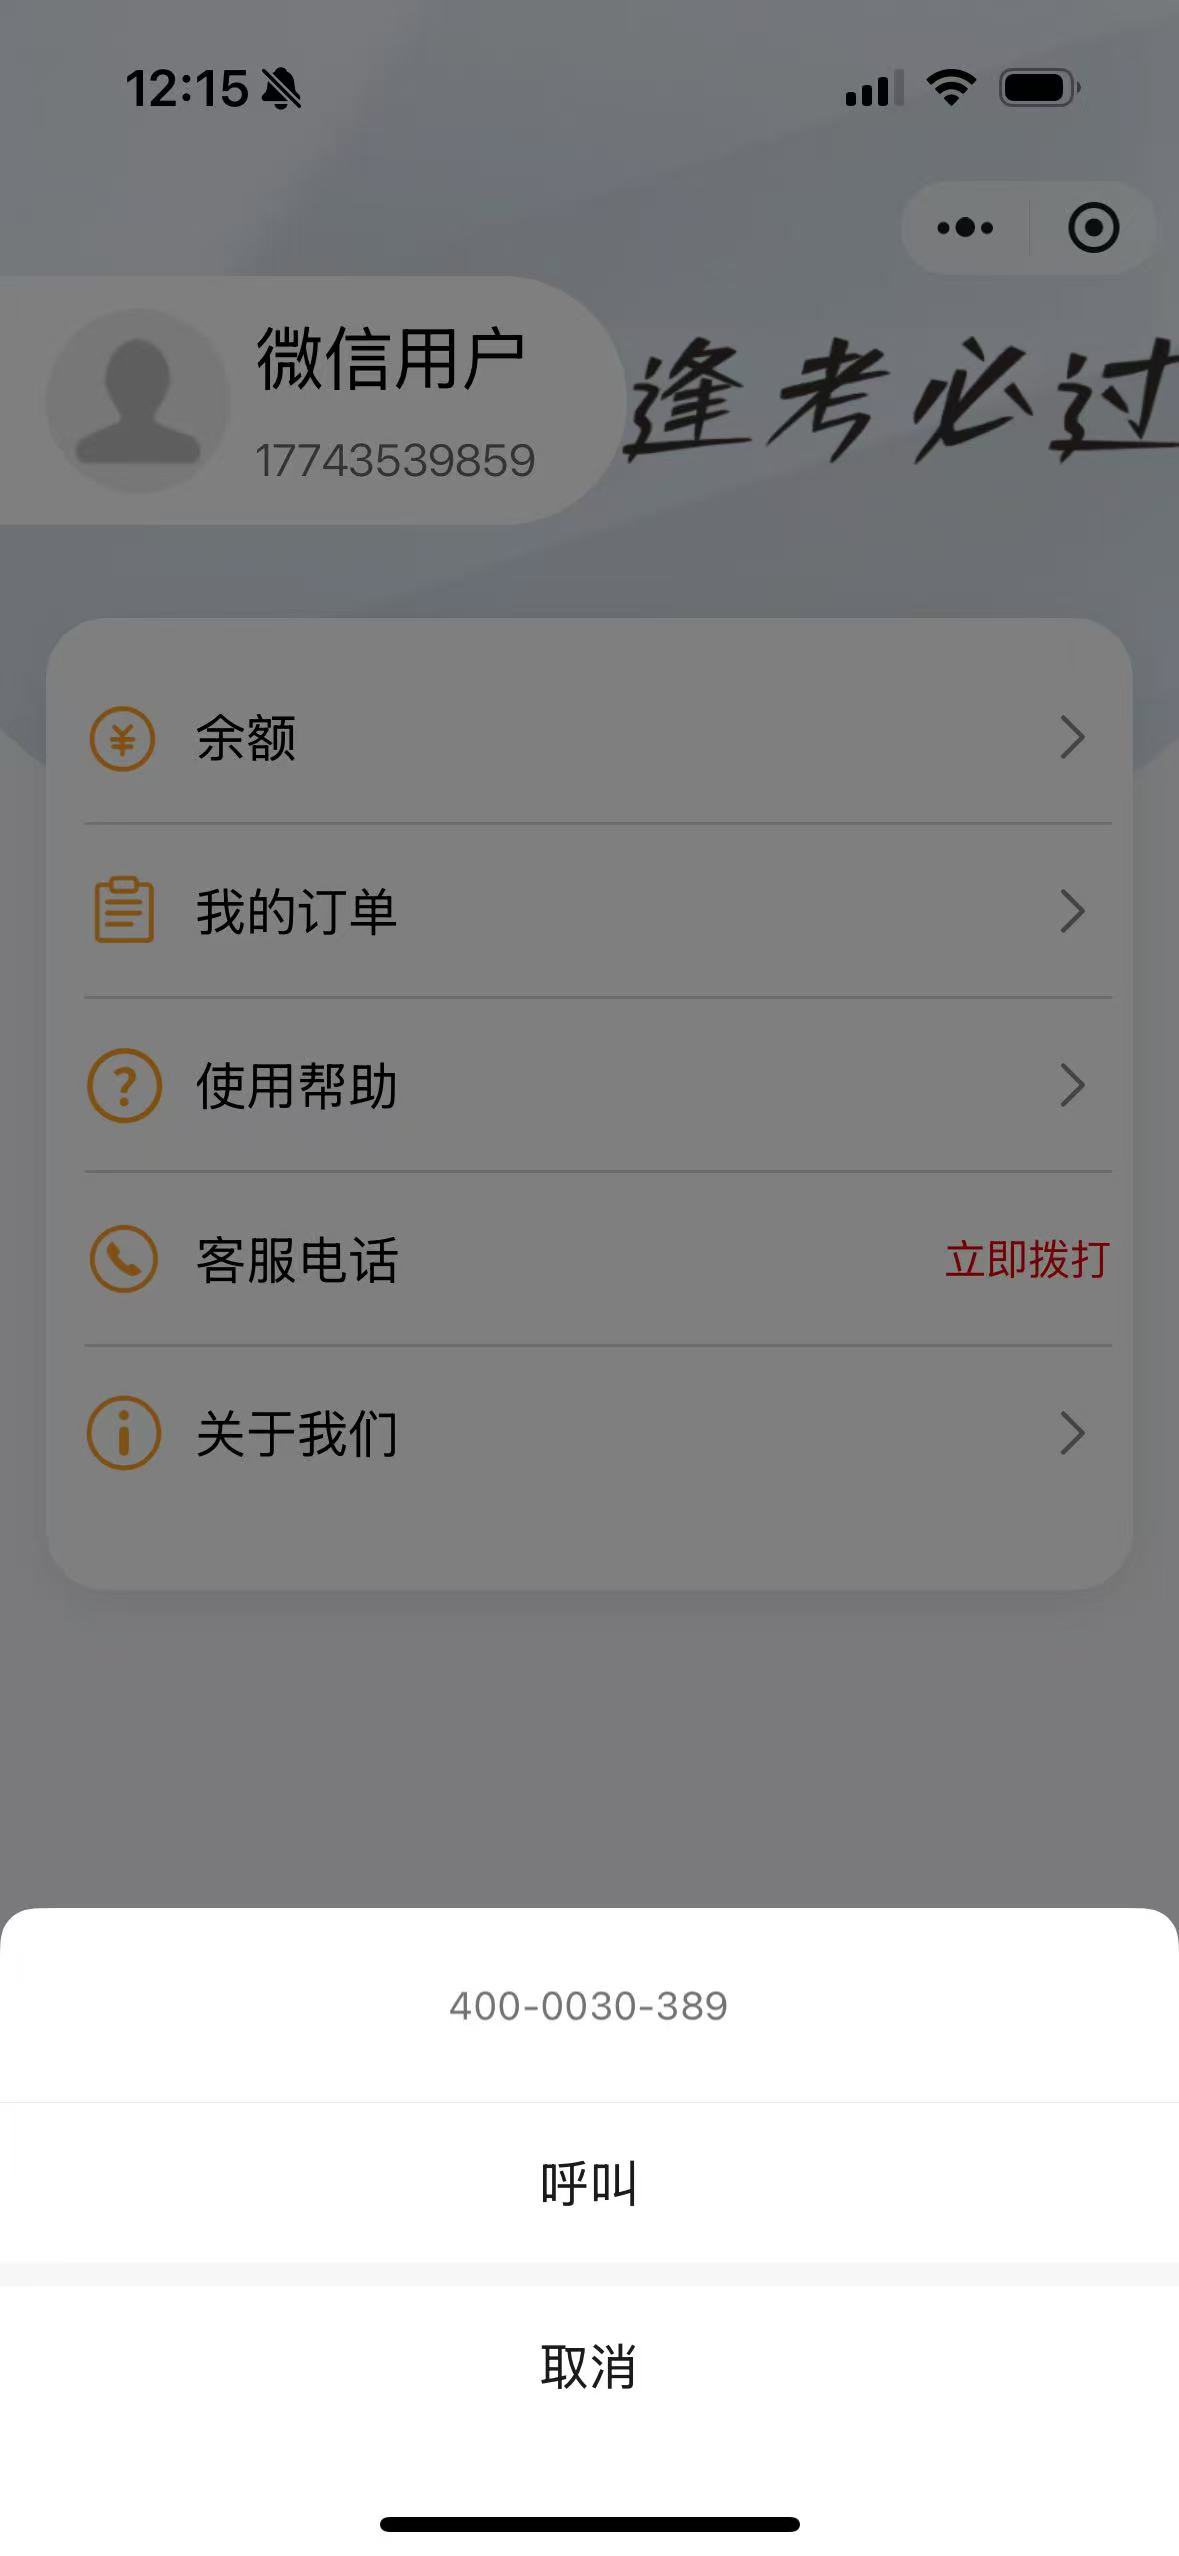 12:15
微信用户
17743539859
逢考必过
余额
我的订单
使用帮助
客服电话
立即拨打
关于我们
400-0030-389
呼叫
取消